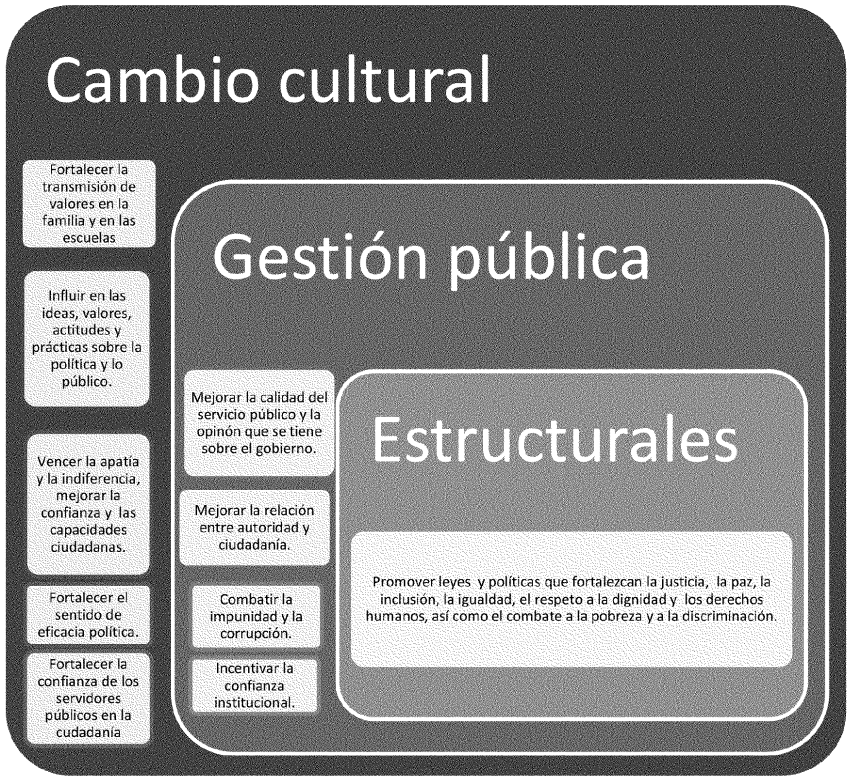 Cambio cultural
Fortalecer la
transmisión de
valores en la
familia y en las
escuelas
Influir en las
ideas, valores,
actitudes y
prácticas sobre la
política y lo
público.
Vencer la apatía
y la indiferencia,
mejorar la
confianza y las
capacidades
ciudadanas.
Fortalecer el
sentido de
eficacia política.
Fortalecer la
confianza de los
servidores
públicos en la
cudadanía
Gestión pública
Mejorar la calidad del
servicio público y la
opinón que se tiene
sobre el gobierno.
Mejorar la relación
entre autoridad y
ciudadanía.
Combatir la
impunidad y la
corrupción.
Incentivar la
confianza
institucional.
Estructurales
Promover leyes y políticas que fortalezcan la justicia, la paz, la
inclusión, la igualdad, el respeto a la dignidad y los derechos
humanos, así como el combate a la pobreza y a la discriminación.